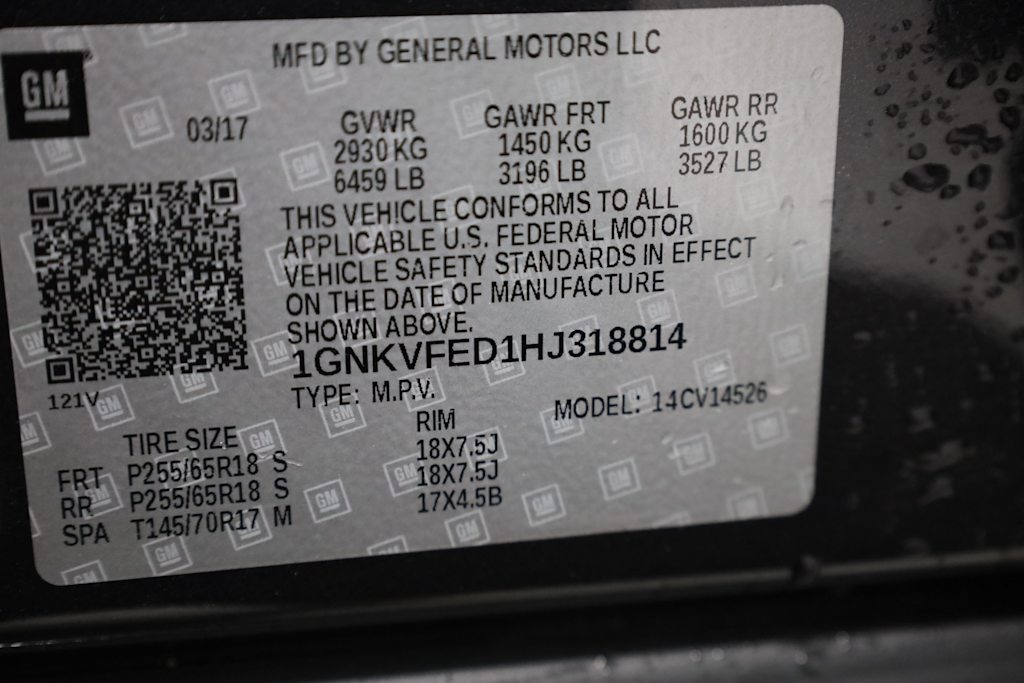 GM
MFD BY GENERAL MOTORS LLC
03/17
GVWR GAWR FRT GAWR RR
2930 KG 1450 KG 1600 KG
6459 LB 3196 LB 3527 LB
THIS VEHICLE CONFORMS TO ALL
APPLICABLE U.S. FEDERAL MOTOR
VEHICLE SAFETY STANDARDS IN EFFECT
ON THE DATE OF MANUFACTURE
SHOWN ABOVE.
1GNKVFED1HJ318814
121V
TYPE: M.P.V. MODEL: 14CV14526
TIRE SIZE RIM
FRT P255/65R18 S 18X7.5J
RR P255/65R18 S 18X7.5J
SPA T145/70R17 M 17X4.5B